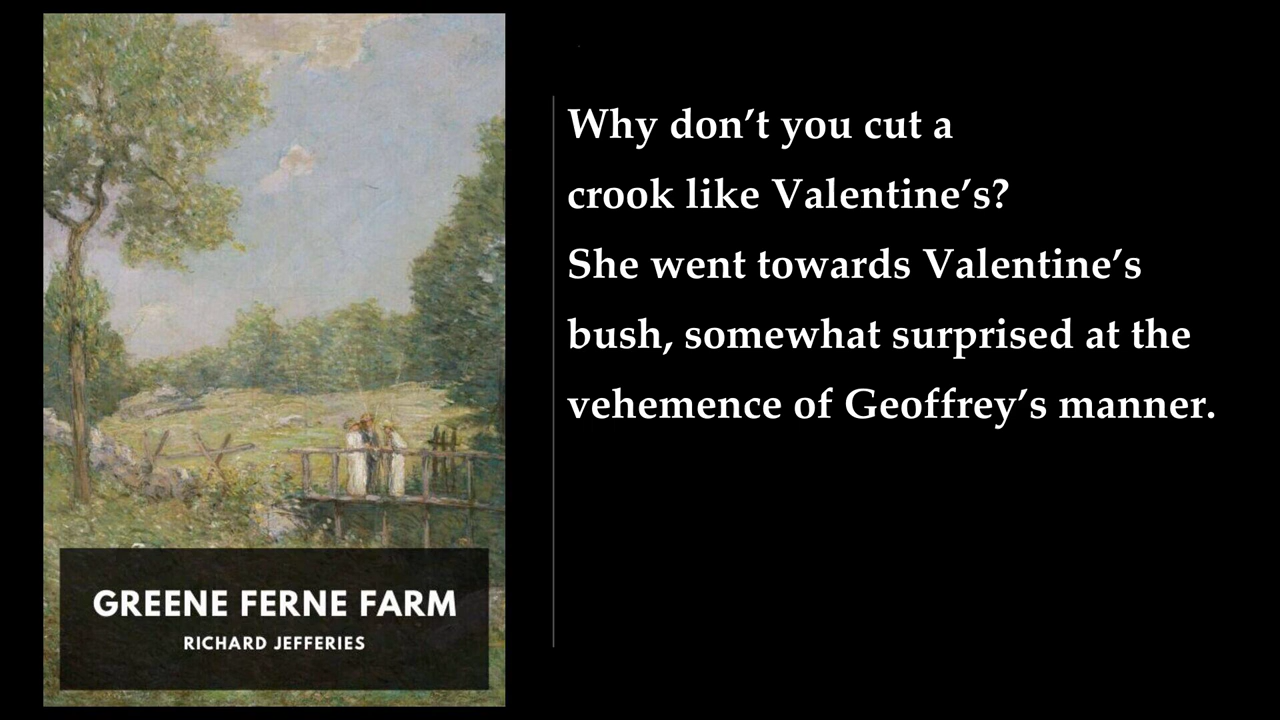 Why don’t you cut a
crook like Valentine’s?
She went towards Valentine’s
bush, somewhat surprised at the
vehemence of Geoffrey’s manner.
GREENE FERNE FARM
RICHARD JEFFERIES